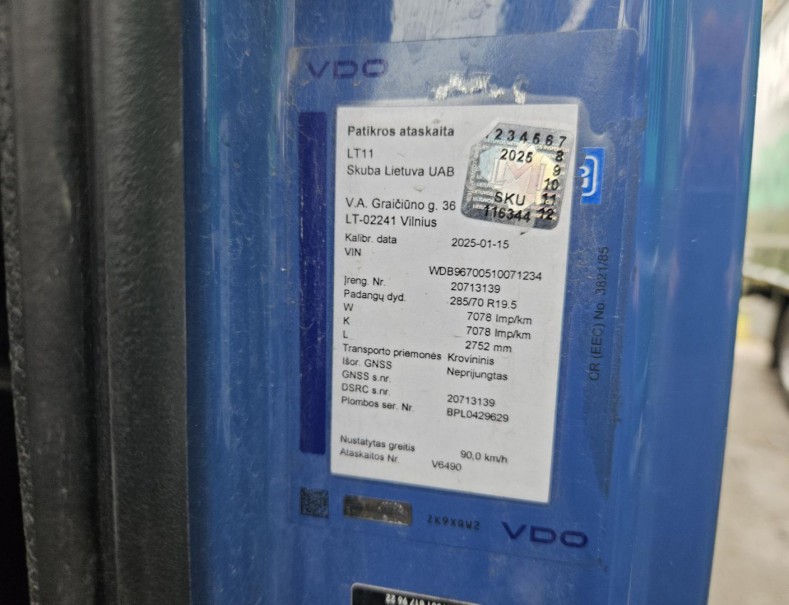 VDO
Patikros ataskaita
LT11
Skuba Lietuva UAB
V.A. Graičiūno g. 36
LT-02241 Vilnius
1 2 3 4 5 6 7
2025 8
9
10
SKU 11
116344 12
Kalibr. data 2025-01-15
VIN
WDB96700510071234
Įreng. Nr. 20713139
Padangų dyd. 285/70 R19.5
W 7078 Imp/km
K 7078 Imp/km
L 2752 mm
Transporto priemonės Krovininis
Išor. GNSS Neprijungtas
GNSS s.nr.
DSRC s.nr. 20713139
Plombos ser. Nr. BPL0429629
Nustatytas greitis 90,0 km/h
Ataskaitos Nr. V6490
CR (EEC) No. 3821/85
ZK9XQWZ
VDO